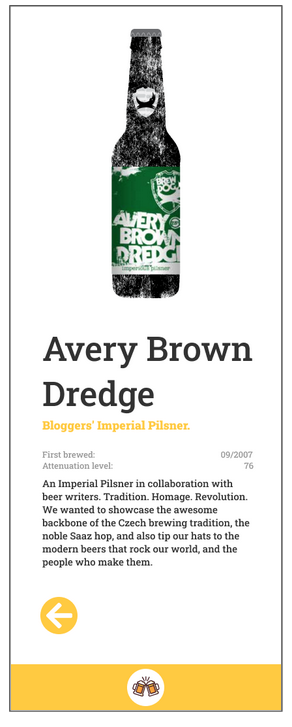 BREW
DOG
AVERY
BROWN
DREDGE
imperious pilsner
Avery Brown
Dredge
Bloggers' Imperial Pilsner.
First brewed: 09/2007
Attenuation level: 76
An Imperial Pilsner in collaboration with
beer writers. Tradition. Homage. Revolution.
We wanted to showcase the awesome
backbone of the Czech brewing tradition, the
noble Saaz hop, and also tip our hats to the
modern beers that rock our world, and the
people who make them.